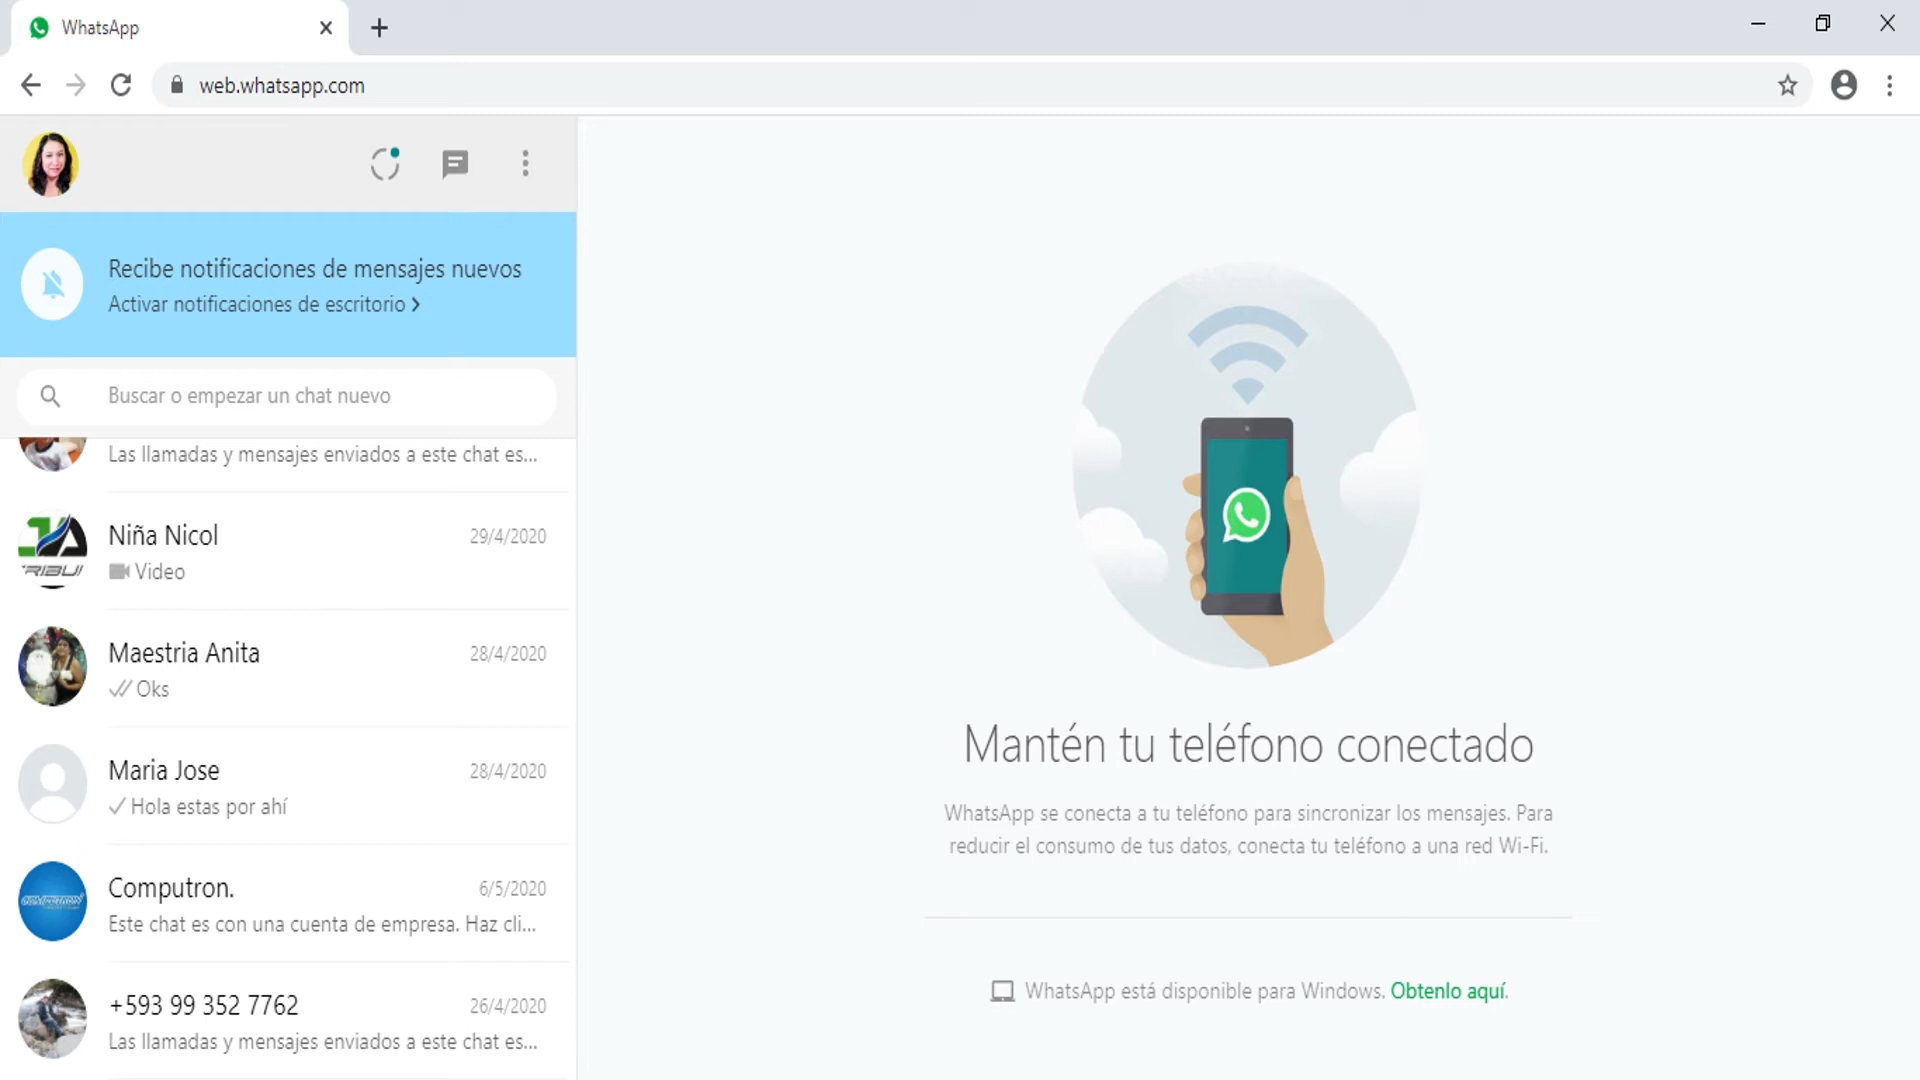 WhatsApp
web.whatsapp.com
Recibe notificaciones de mensajes nuevos
Activar notificaciones de escritorio
Buscar o empezar un chat nuevo
Las llamadas y mensajes enviados a este chat es...
Niña Nicol 29/4/2020
Video
Maestria Anita 28/4/2020
Oks
Maria Jose 28/4/2020
Hola estas por ahí
Computron. 6/5/2020
Este chat es con una cuenta de empresa. Haz cli...
+593 99 352 7762 26/4/2020
Las llamadas y mensajes enviados a este chat es...
Mantén tu teléfono conectado
WhatsApp se conecta a tu teléfono para sincronizar los mensajes. Para
reducir el consumo de tus datos, conecta tu teléfono a una red Wi-Fi.
WhatsApp está disponible para Windows. Obtenlo aquí.